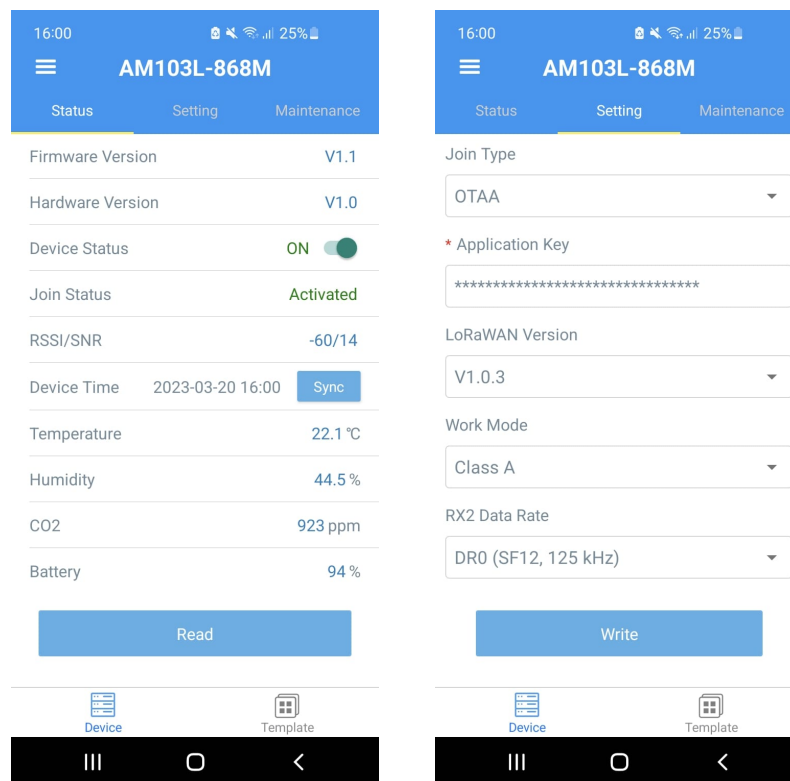 16:00 25%
AM103L-868M
Status Setting Maintenance
Firmware Version V1.1
Hardware Version V1.0
Device Status ON
Join Status Activated
RSSI/SNR -60/14
Device Time 2023-03-20 16:00 Sync
Temperature 22.1 ℃
Humidity 44.5 %
CO2 923 ppm
Battery 94 %
Read
Device Template
16:00 25%
AM103L-868M
Status Setting Maintenance
Join Type
OTAA
* Application Key
********************************
LoRaWAN Version
V1.0.3
Work Mode
Class A
RX2 Data Rate
DR0 (SF12, 125 kHz)
Write
Device Template